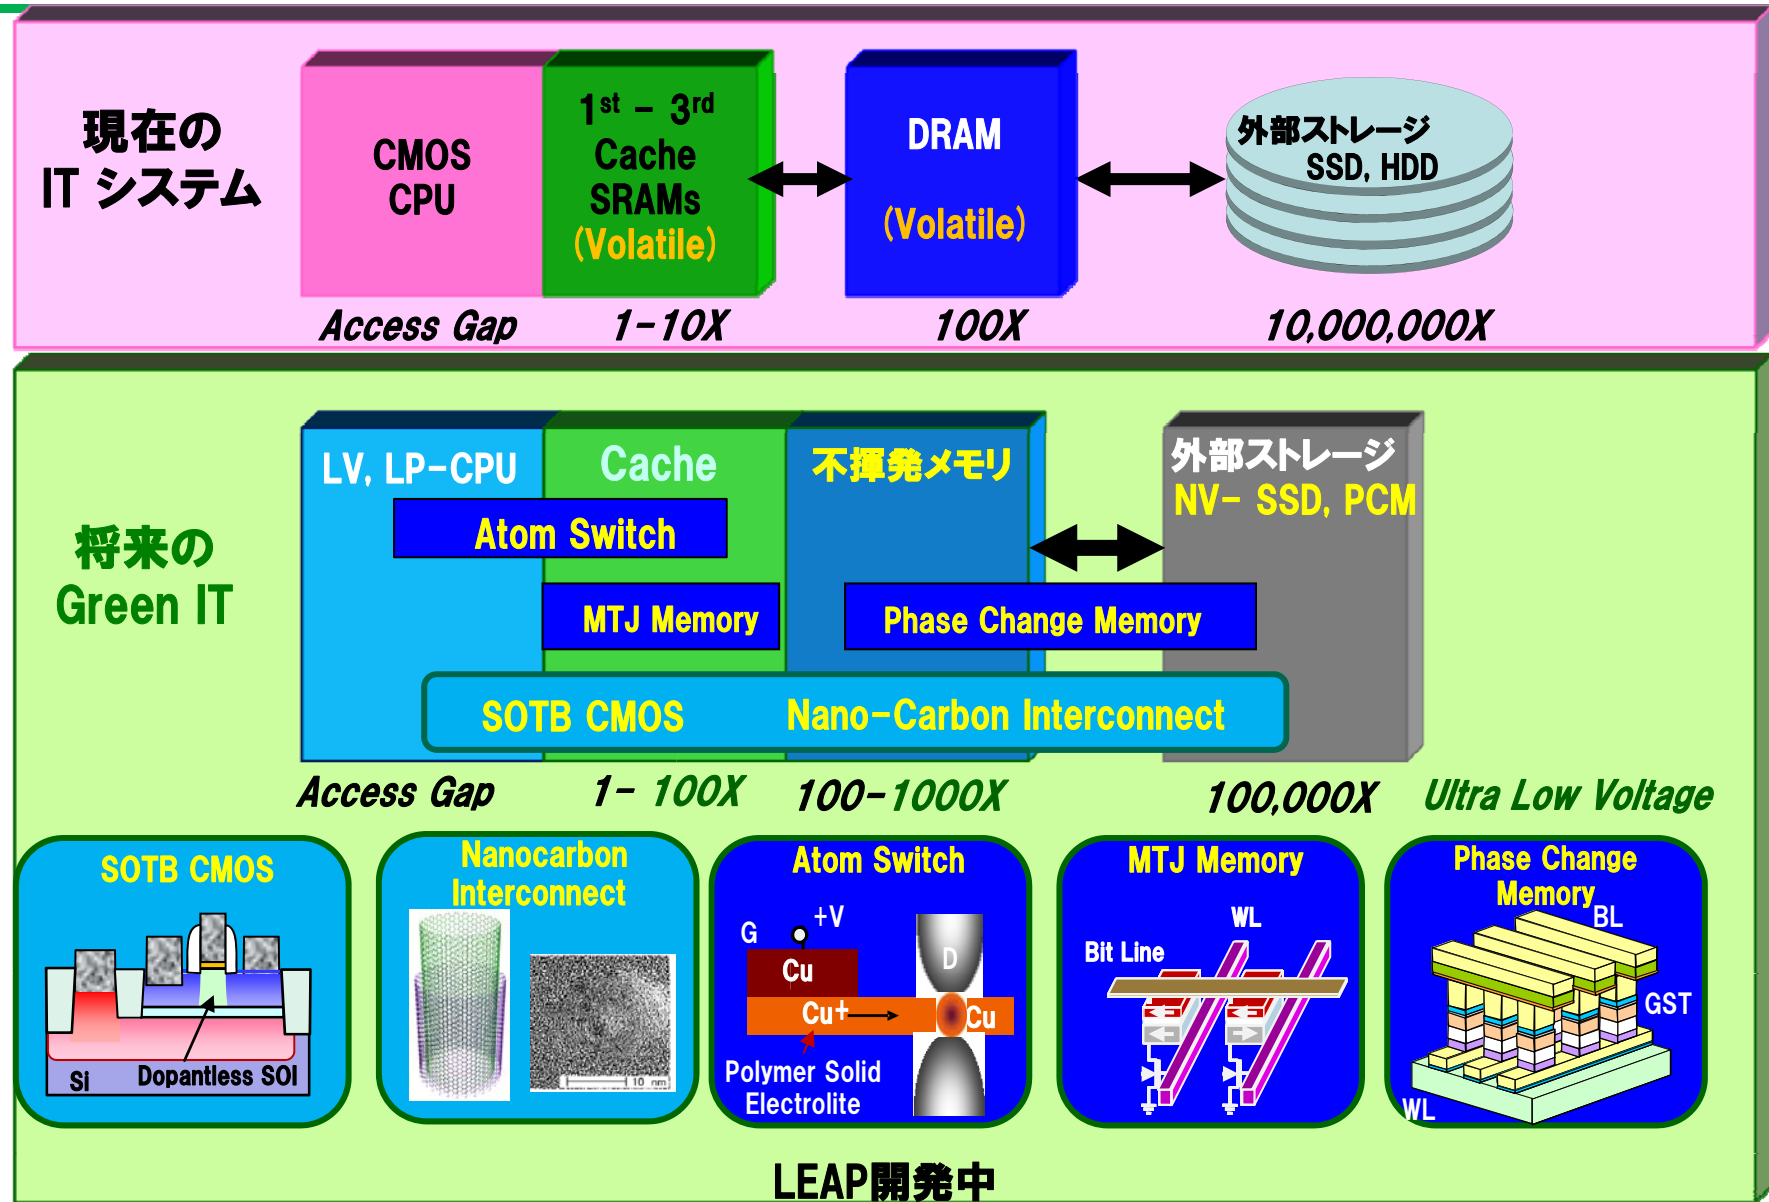 現在の
IT システム
CMOS
CPU
1st – 3rd
Cache
SRAMs
(Volatile)
DRAM
(Volatile)
外部ストレージ
SSD, HDD
Access Gap
1-10X
100X
10,000,000X
将来の
Green IT
LV, LP-CPU
Cache
不揮発メモリ
外部ストレージ
NV- SSD, PCM
Atom Switch
MTJ Memory
Phase Change Memory
SOTB CMOS
Nano-Carbon Interconnect
Access Gap
1- 100X
100-1000X
100,000X
Ultra Low Voltage
SOTB CMOS
Si
Dopantless SOI
Nanocarbon
Interconnect
10 nm
Atom Switch
G
+V
Cu
D
Cu+
Cu
Polymer Solid
Electrolite
MTJ Memory
WL
Bit Line
Phase Change
Memory
BL
GST
WL
LEAP開発中